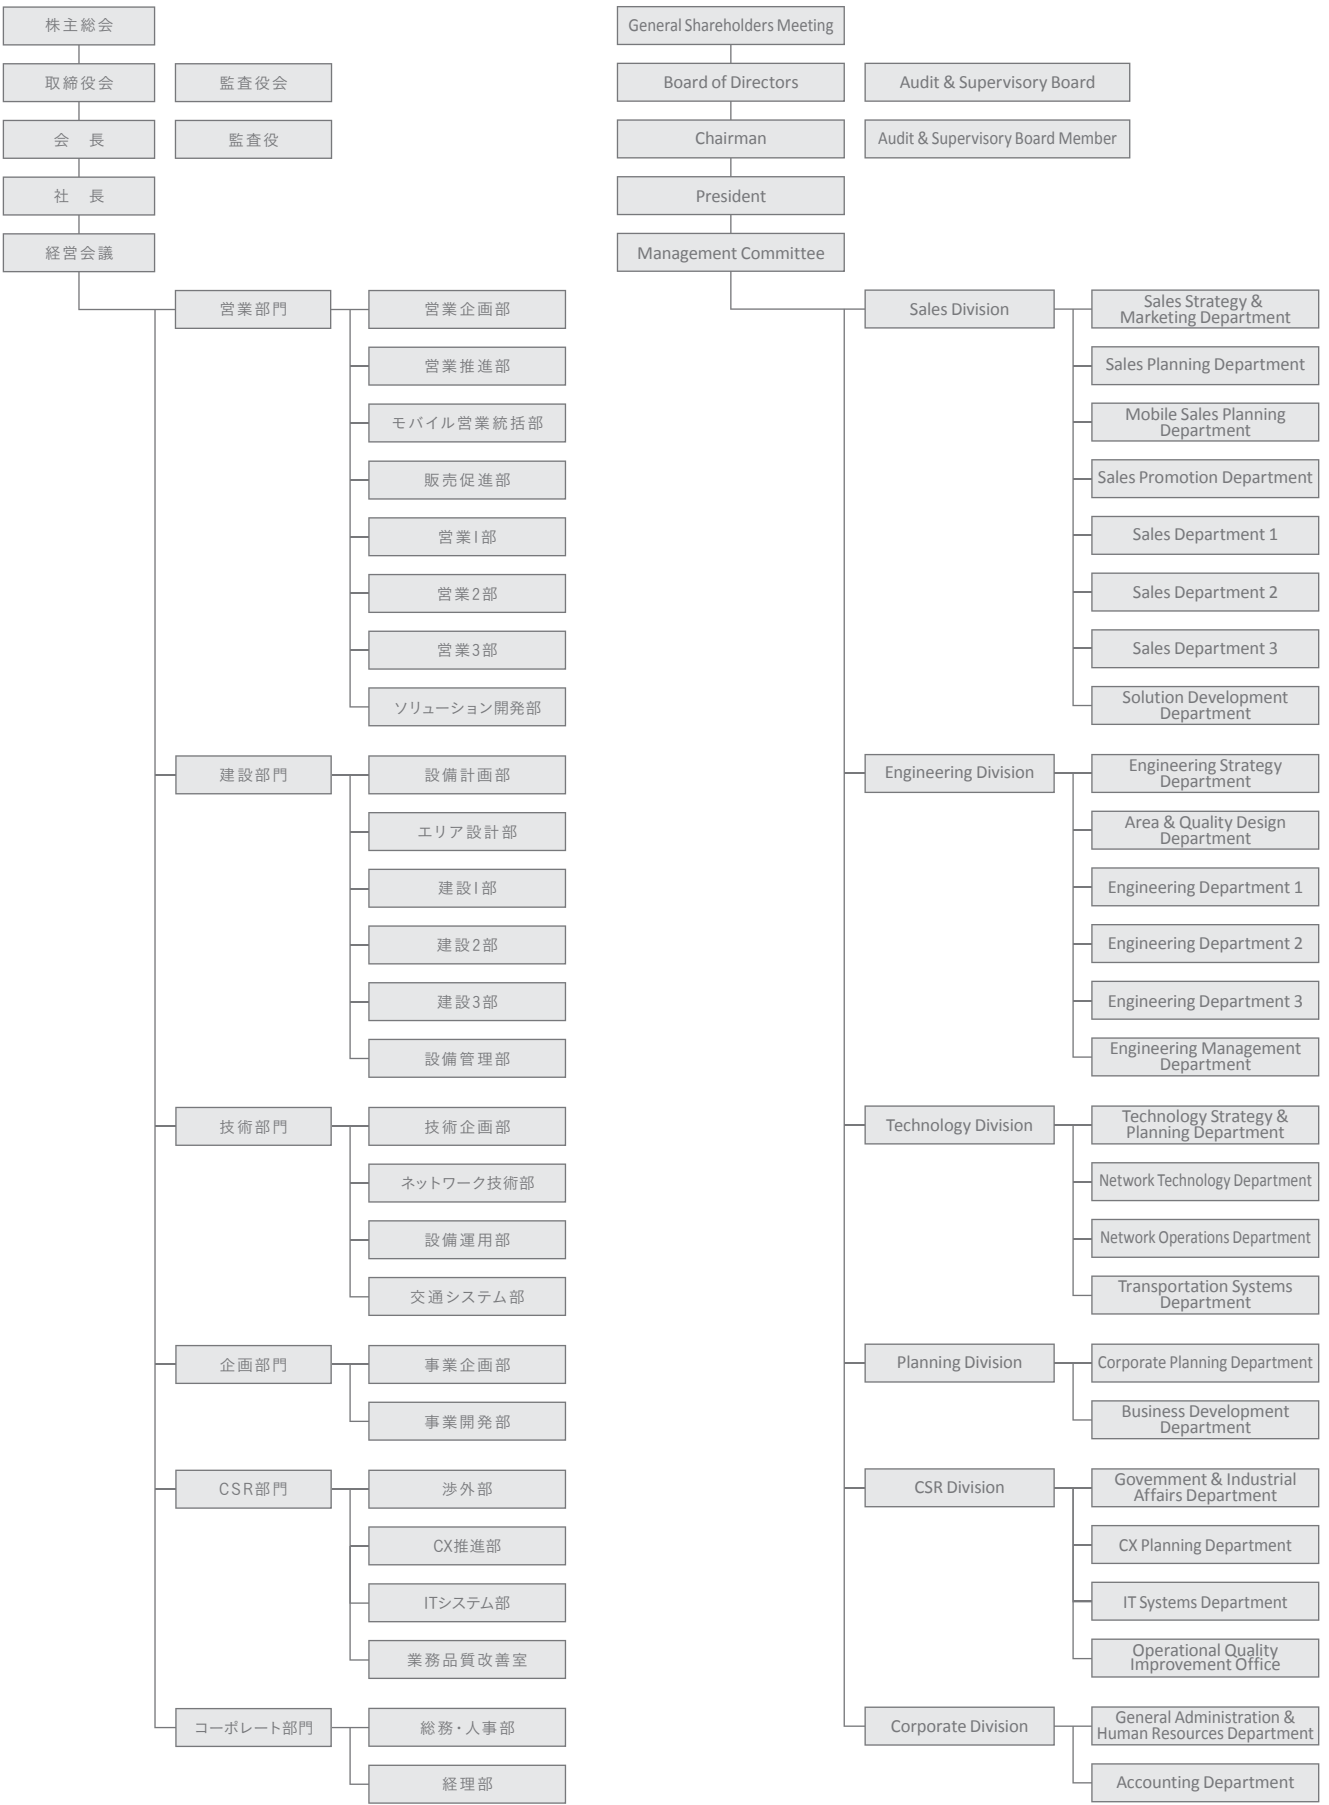 株主総会
取締役会
監査役会
会　長
監査役
社　長
経営会議
営業部門
営業企画部
営業推進部
モバイル営業統括部
販売促進部
営業1部
営業2部
営業3部
ソリューション開発部
建設部門
設備計画部
エリア設計部
建設1部
建設2部
建設3部
設備管理部
技術部門
技術企画部
ネットワーク技術部
設備運用部
交通システム部
企画部門
事業企画部
事業開発部
CSR部門
渉外部
CX推進部
ITシステム部
業務品質改善室
コーポレート部門
総務・人事部
経理部
General Shareholders Meeting
Board of Directors
Audit & Supervisory Board
Chairman
Audit & Supervisory Board Member
President
Management Committee
Sales Division
Sales Strategy &
Marketing Department
Sales Planning Department
Mobile Sales Planning
Department
Sales Promotion Department
Sales Department 1
Sales Department 2
Sales Department 3
Solution Development
Department
Engineering Division
Engineering Strategy
Department
Area & Quality Design
Department
Engineering Department 1
Engineering Department 2
Engineering Department 3
Engineering Management
Department
Technology Division
Technology Strategy &
Planning Department
Network Technology Department
Network Operations Department
Transportation Systems
Department
Planning Division
Corporate Planning Department
Business Development
Department
CSR Division
Government & Industrial
Affairs Department
CX Planning Department
IT Systems Department
Operational Quality
Improvement Office
Corporate Division
General Administration &
Human Resources Department
Accounting Department